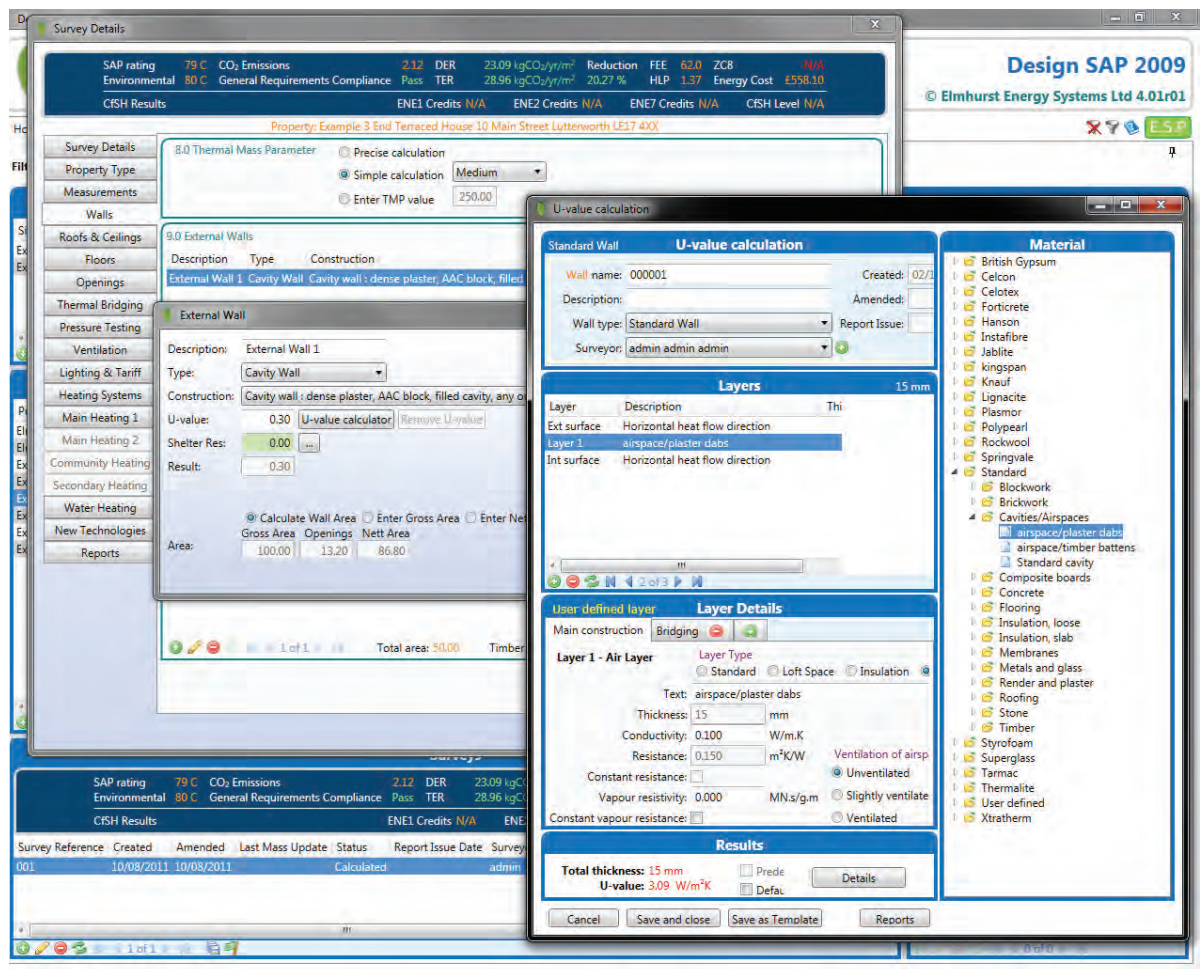 Survey Details
SAP rating 79 C CO₂ Emissions 2.12 DER 23.09 kgCO₂/yr/m² Reduction FEE 62.0 ZC8 N/A
Environmental 80 C General Requirements Compliance Pass TER 28.96 kgCO₂/yr/m² 20.27 % HLP 1.37 Energy Cost £558.10
CfSH Results ENE1 Credits N/A ENE2 Credits N/A ENE7 Credits N/A CfSH Level N/A
Design SAP 2009
© Elmhurst Energy Systems Ltd 4.01r01
E.S.P
Property: Example 3 End Terraced House 10 Main Street Lutterworth LE17 4XX
Survey Details
Property Type
Measurements
Walls
Roofs & Ceilings
Floors
Openings
Thermal Bridging
Pressure Testing
Ventilation
Lighting & Tariff
Heating Systems
Main Heating 1
Main Heating 2
Community Heating
Secondary Heating
Water Heating
New Technologies
Reports
8.0 Thermal Mass Parameter
Precise calculation
Simple calculation Medium
Enter TMP value 250.00
9.0 External Walls
Description Type Construction
External Wall 1 Cavity Wall Cavity wall : dense plaster, AAC block, filled
External Wall
Description: External Wall 1
Type: Cavity Wall
Construction: Cavity wall : dense plaster, AAC block, filled cavity, any o
U-value: 0.30 U-value calculator Remove U-value
Shelter Res: 0.00 ...
Result: 0.30
Calculate Wall Area Enter Gross Area Enter Net
Gross Area Openings Nett Area
Area: 100.00 13.20 86.80
1 of 1 Total area: 50.00 Timber
U-value calculation
Standard Wall U-value calculation
Wall name: 000001 Created: 02/1
Description: Amended:
Wall type: Standard Wall Report Issue:
Surveyor: admin admin admin
Layers 15 mm
Layer Description Thi
Ext surface Horizontal heat flow direction
Layer 1 airspace/plaster dabs
Int surface Horizontal heat flow direction
2 of 3
User defined layer Layer Details
Main construction Bridging
Layer 1 - Air Layer Layer Type
Standard Loft Space Insulation
Text: airspace/plaster dabs
Thickness: 15 mm
Conductivity: 0.100 W/m.K
Resistance: 0.150 m²K/W Ventilation of airsp
Constant resistance: Unventilated
Vapour resistivity: 0.000 MN.s/g.m Slightly ventilate
Constant vapour resistance: Ventilated
Results
Total thickness: 15 mm Prede
U-value: 3.09 W/m²K Defau
Details
Cancel Save and close Save as Template Reports
Material
British Gypsum
Celcon
Celotex
Forticrete
Hanson
Instafibre
Jablite
kingspan
Knauf
Lignacite
Plasmor
Polypearl
Rockwool
Springvale
Standard
Blockwork
Brickwork
Cavities/Airspaces
airspace/plaster dabs
airspace/timber battens
Standard cavity
Composite boards
Concrete
Flooring
Insulation, loose
Insulation, slab
Membranes
Metals and glass
Render and plaster
Roofing
Stone
Timber
Styrofoam
Superglass
Tarmac
Thermalite
User defined
Xtratherm
SAP rating 79 C CO₂ Emissions 2.12 DER 23.09 kgC
Environmental 80 C General Requirements Compliance Pass TER 28.96 kgC
CfSH Results ENE1 Credits N/A ENE
Survey Reference Created Amended Last Mass Update Status Report Issue Date Survey
001 10/08/2011 10/08/2011 Calculated admin
1 of 1
0 of 0